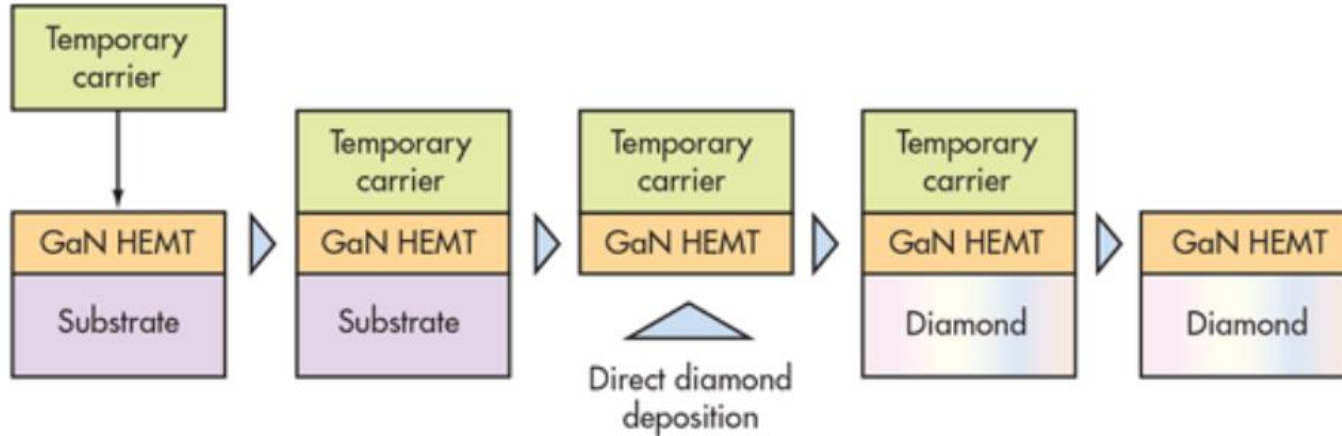 Temporary
carrier
GaN HEMT
Substrate
Temporary
carrier
GaN HEMT
Substrate
Temporary
carrier
GaN HEMT
Direct diamond
deposition
Temporary
carrier
GaN HEMT
Diamond
GaN HEMT
Diamond